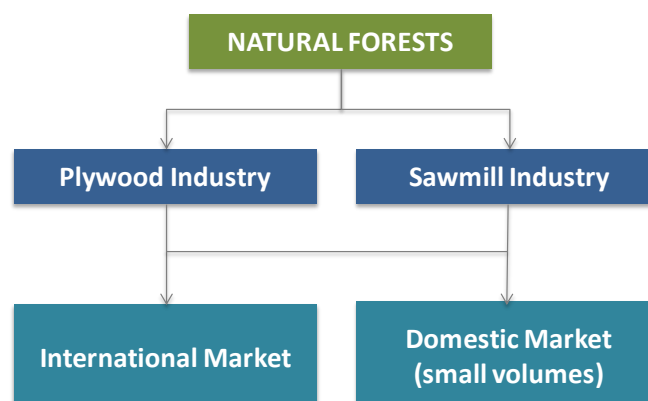 NATURAL FORESTS
Plywood Industry
Sawmill Industry
International Market
Domestic Market
(small volumes)